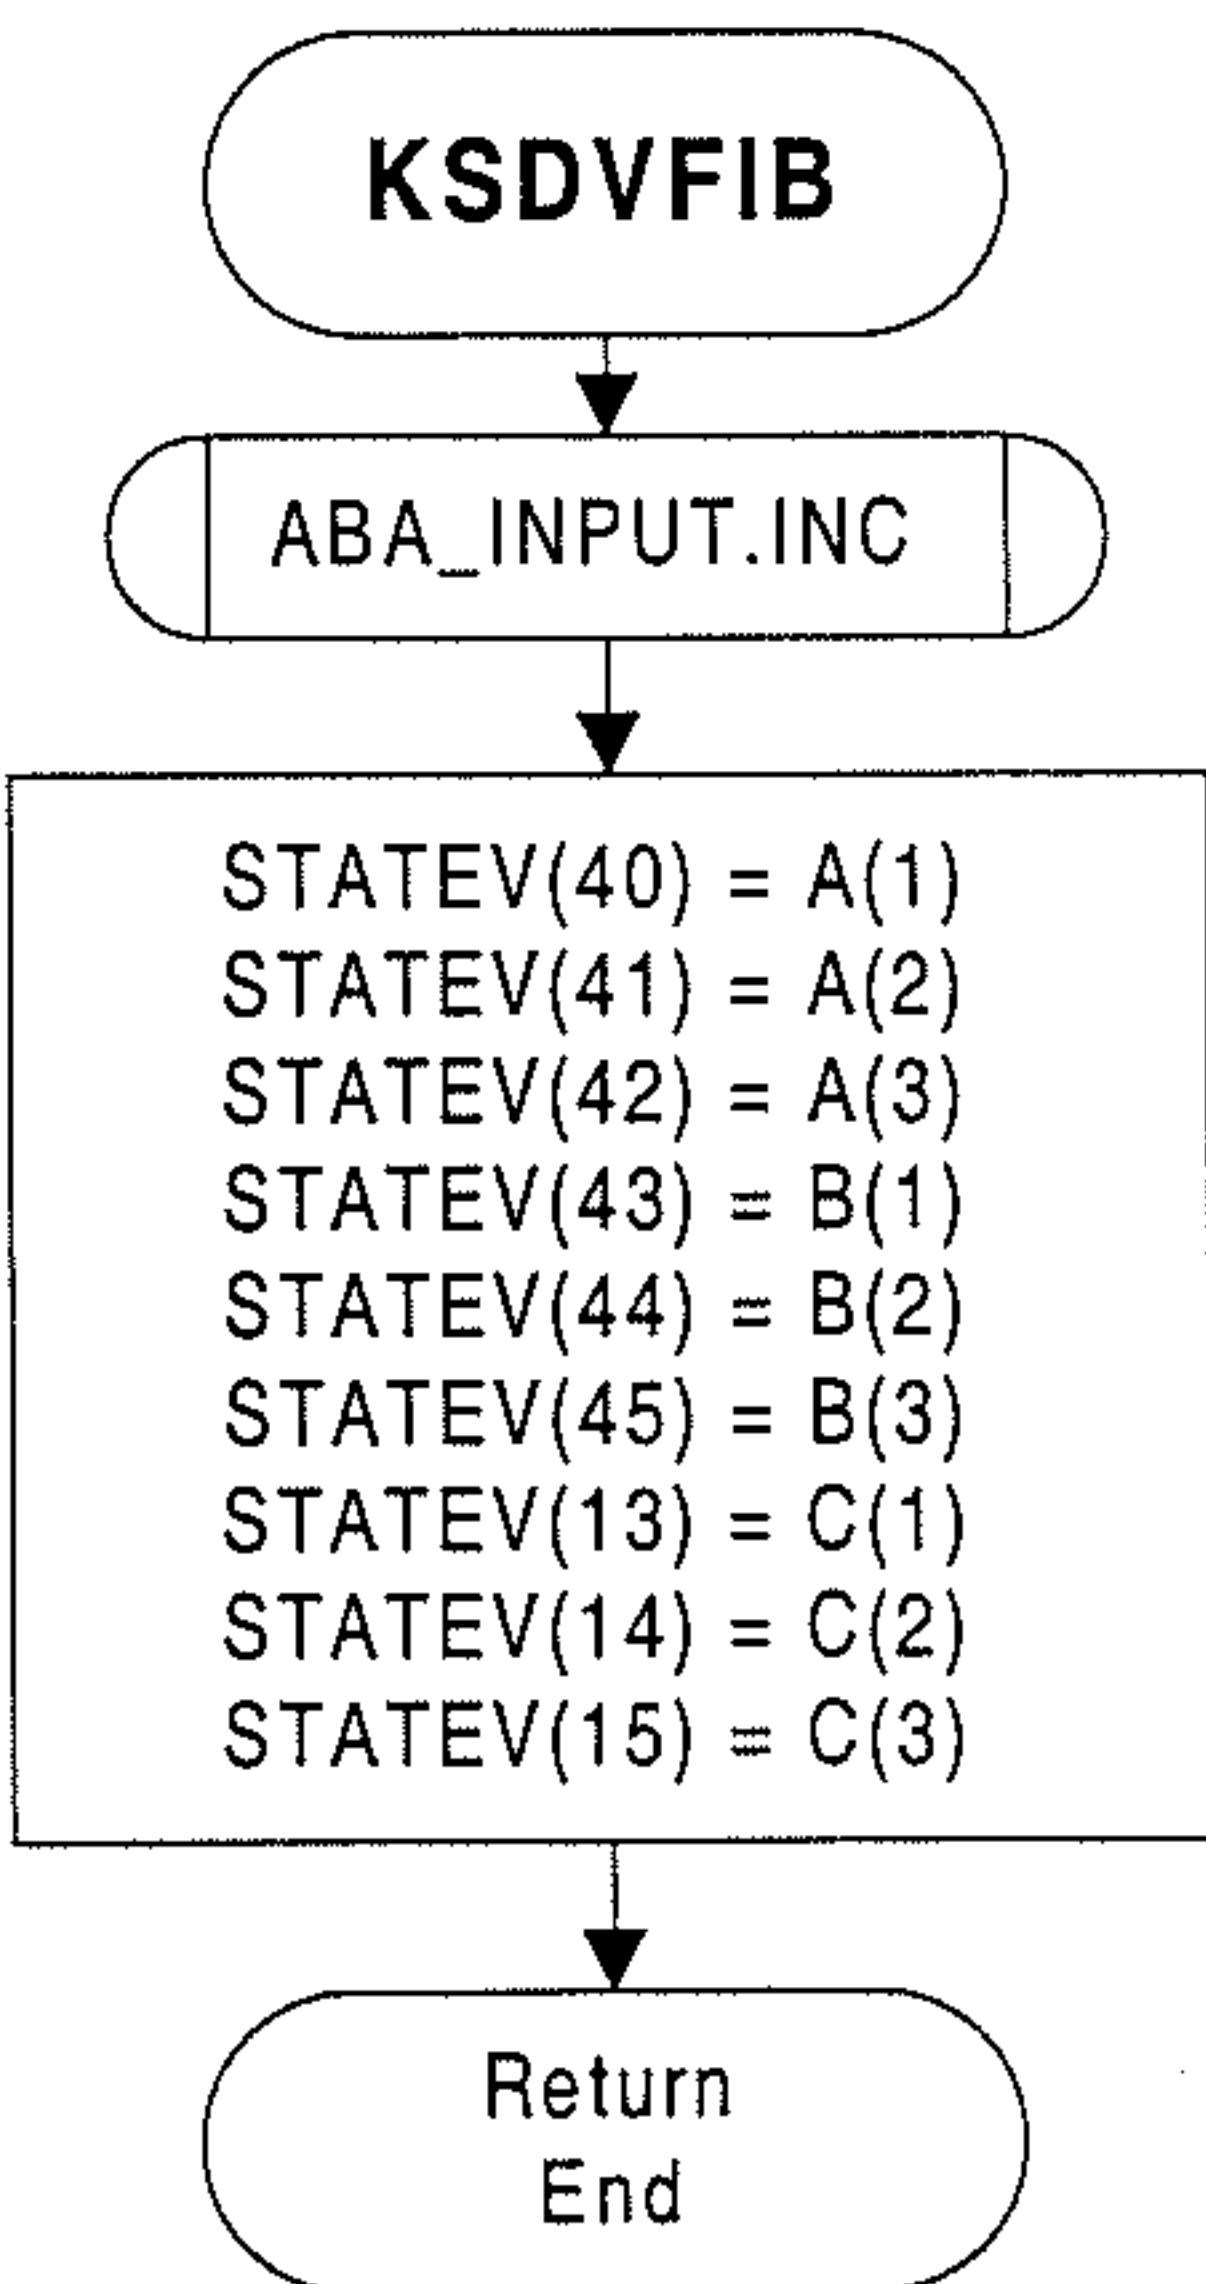 KSDVFIB
ABA_INPUT.INC
STATEV(40) = A(1)
STATEV(41) = A(2)
STATEV(42) = A(3)
STATEV(43) = B(1)
STATEV(44) = B(2)
STATEV(45) = B(3)
STATEV(13) = C(1)
STATEV(14) = C(2)
STATEV(15) = C(3)
Return
End